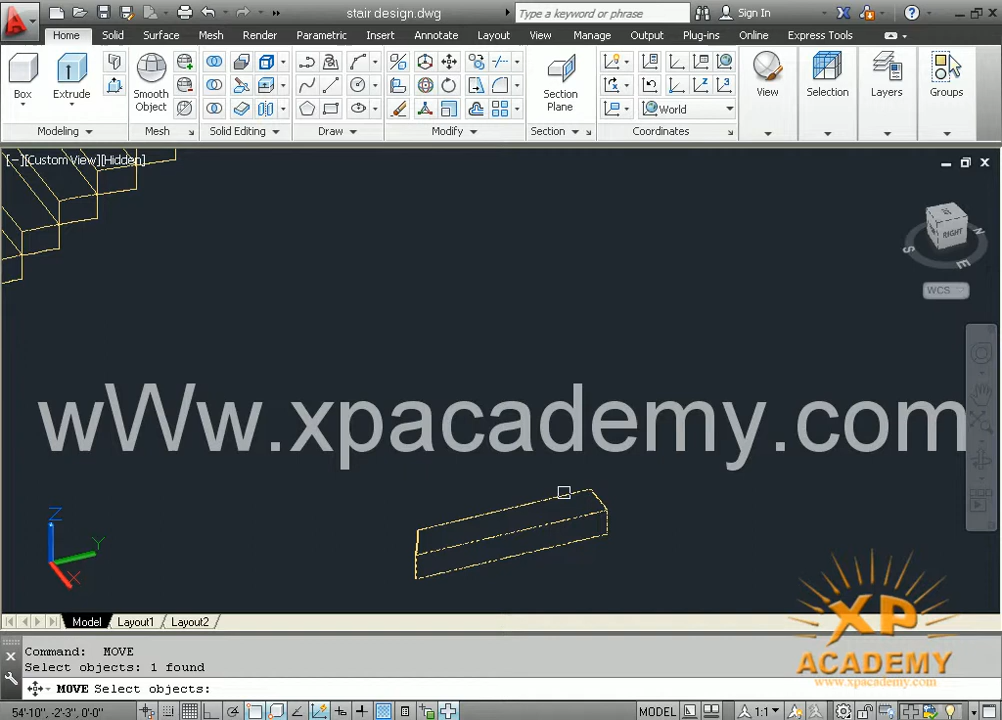 stair design.dwg
Type a keyword or phrase
Sign In
Home Solid Surface Mesh Render Parametric Insert Annotate Layout View Manage Plug-ins Output Online Express Tools
Box
Extrude
Smooth Object
Section Plane
World
View
Selection
Layers
Groups
Modeling
Mesh
Solid Editing
Draw
Modify
Section
Coordinates
[−][Custom View][Hidden]
RIGHT
S
E
N
WCS
wWw.xpacademy.com
Z
Y
X
XP
ACADEMY
www.xpacademy.com
Model Layout1 Layout2
Command: MOVE
Select objects: 1 found
MOVE Select objects:
54'-10", -2'-3", 0'-0"
MODEL
1:1